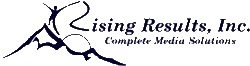 Rising Results, Inc.
Complete Media Solutions